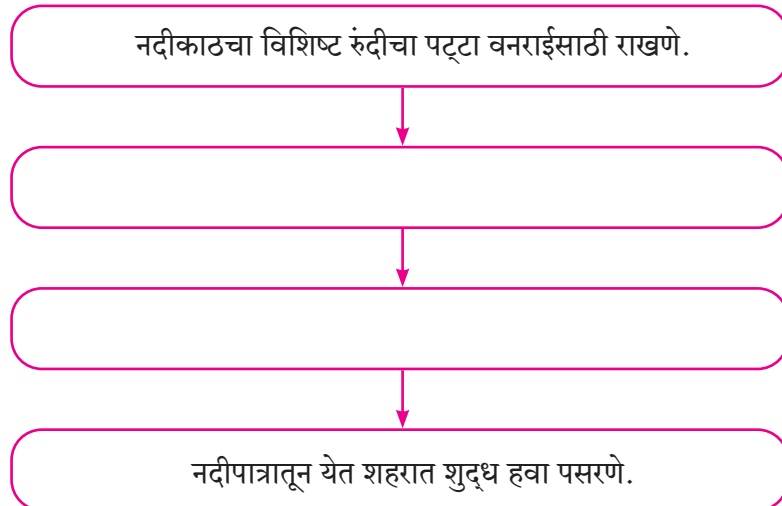 नदीकाठचा विशिष्ट रुंदीचा पट्टा वनराईसाठी राखणे.
नदीपात्रातून येत शहरात शुद्ध हवा पसरणे.